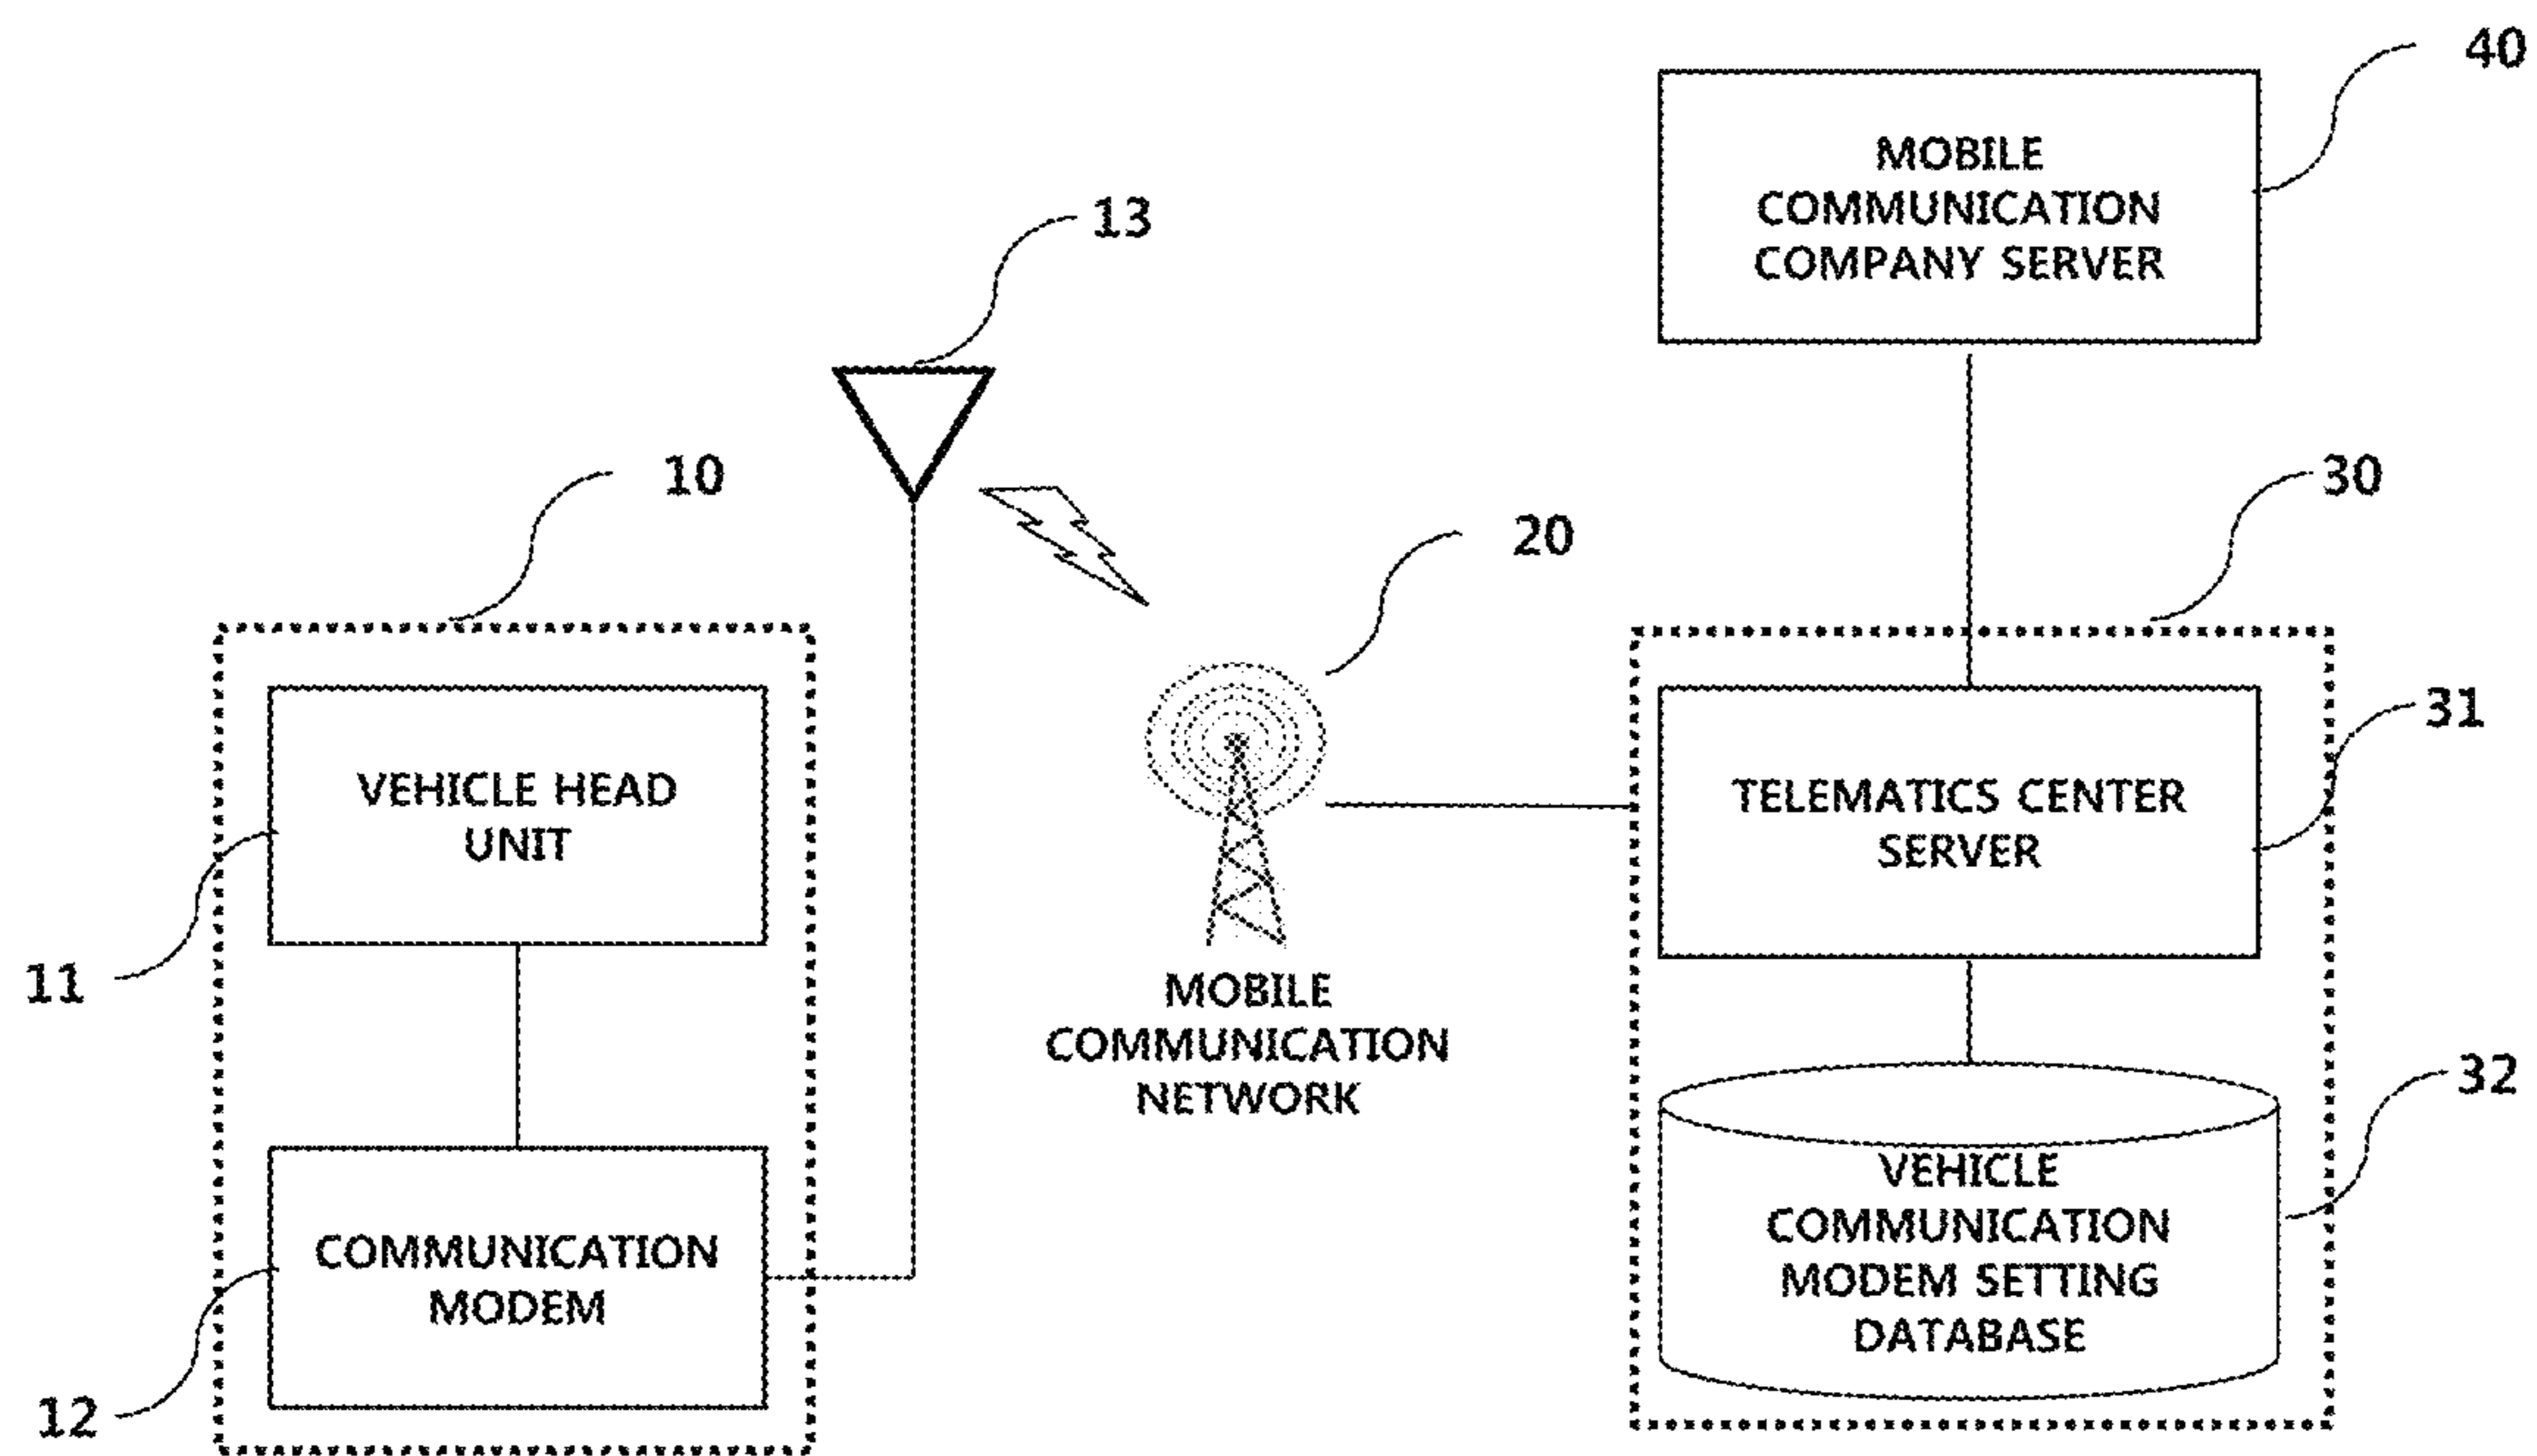 40
MOBILE
COMMUNICATION
COMPANY SERVER
13
10
30
20
31
VEHICLE HEAD
UNIT
TELEMATICS CENTER
SERVER
11
MOBILE
COMMUNICATION
NETWORK
32
VEHICLE
COMMUNICATION
MODEM SETTING
DATABASE
COMMUNICATION
MODEM
12